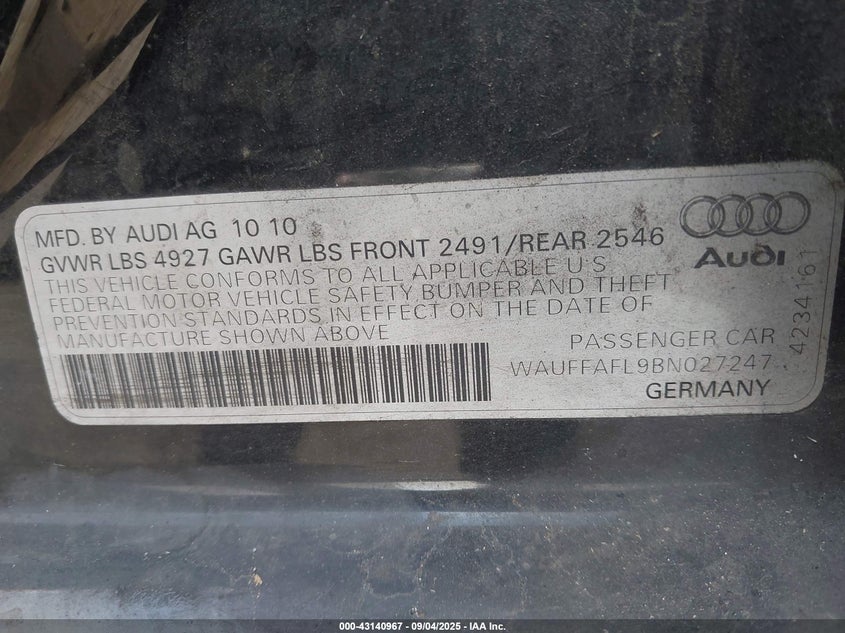 MFD. BY AUDI AG 10 10
GVWR LBS 4927 GAWR LBS FRONT 2491/REAR 2546
THIS VEHICLE CONFORMS TO ALL APPLICABLE U S
FEDERAL MOTOR VEHICLE SAFETY, BUMPER AND THEFT
PREVENTION STANDARDS IN EFFECT ON THE DATE OF
MANUFACTURE SHOWN ABOVE
PASSENGER CAR
WAUFFAFL9BN027247
GERMANY
Audi
4234161
000-43140967 - 09/04/2025 - IAA Inc.